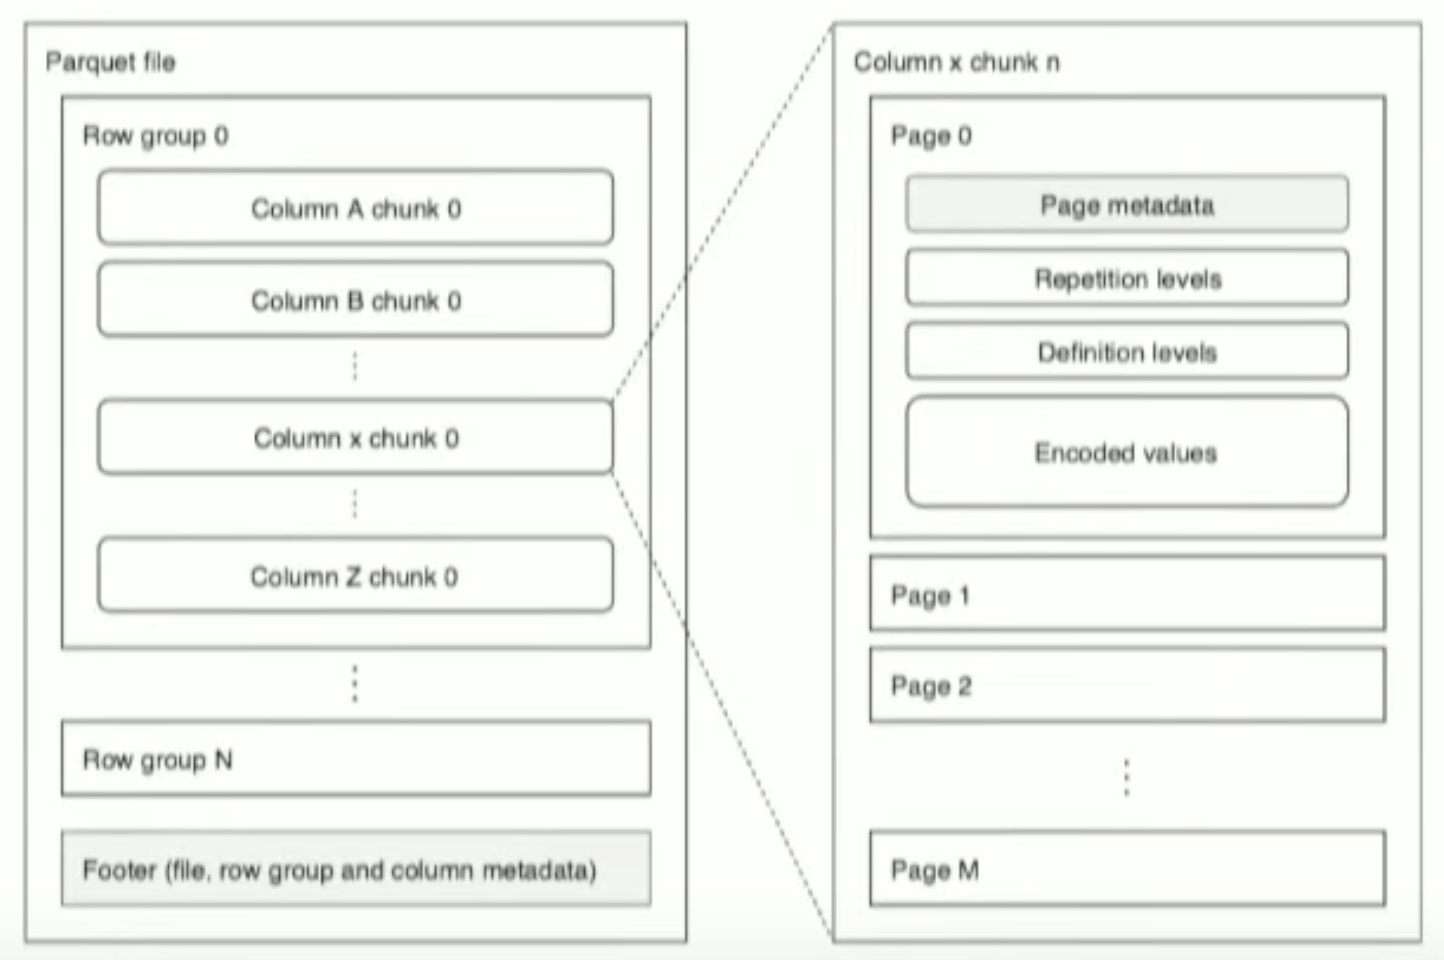 Parquet file
Row group 0
Column A chunk 0
Column B chunk 0
Column x chunk 0
Column Z chunk 0
Row group N
Footer (file, row group and column metadata)
Column x chunk n
Page 0
Page metadata
Repetition levels
Definition levels
Encoded values
Page 1
Page 2
Page M